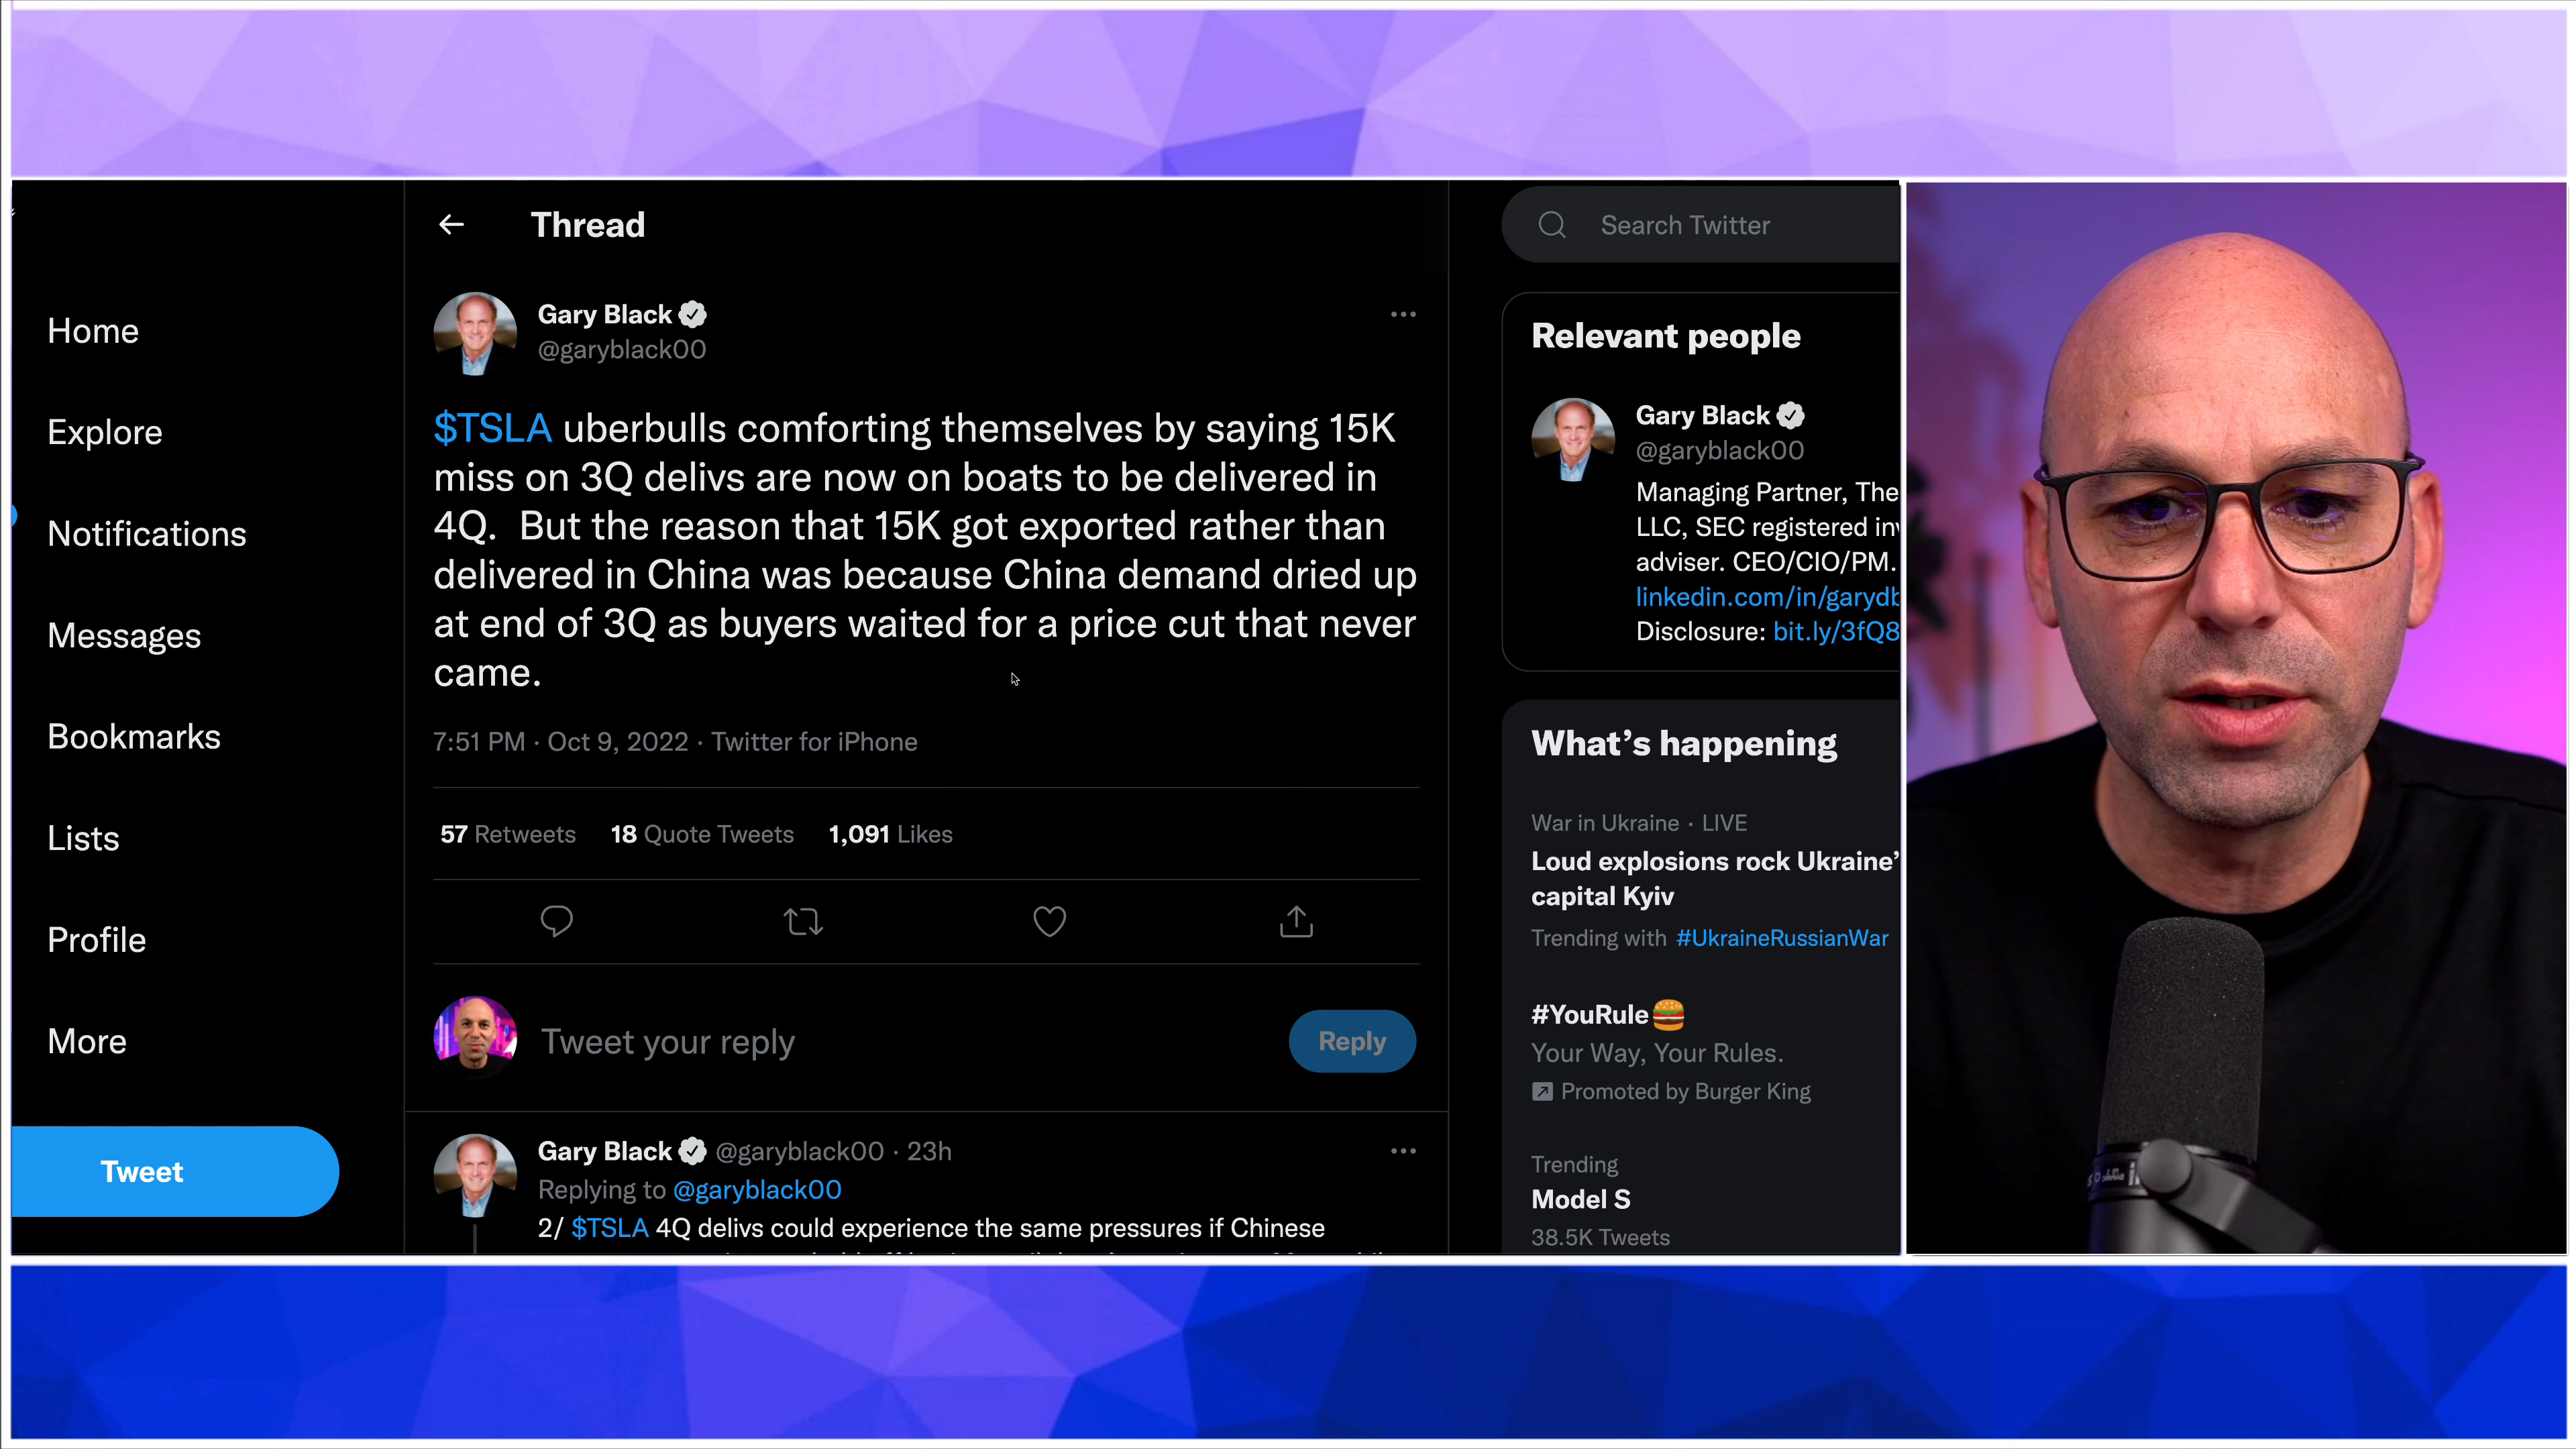 Home
Explore
Notifications
Messages
Bookmarks
Lists
Profile
More
Tweet
Thread
Gary Black
@garyblack00
$TSLA uberbulls comforting themselves by saying 15K
miss on 3Q delivs are now on boats to be delivered in
4Q.  But the reason that 15K got exported rather than
delivered in China was because China demand dried up
at end of 3Q as buyers waited for a price cut that never
came.
7:51 PM · Oct 9, 2022 · Twitter for iPhone
57 Retweets 18 Quote Tweets 1,091 Likes
Tweet your reply
Reply
Gary Black @garyblack00 · 23h
Replying to @garyblack00
2/ $TSLA 4Q delivs could experience the same pressures if Chinese
Search Twitter
Relevant people
Gary Black
@garyblack00
Managing Partner, The
LLC, SEC registered inv
adviser. CEO/CIO/PM.
linkedin.com/in/garydb
Disclosure: bit.ly/3fQ8
What's happening
War in Ukraine · LIVE
Loud explosions rock Ukraine'
capital Kyiv
Trending with #UkraineRussianWar
#YouRule🍔
Your Way, Your Rules.
Promoted by Burger King
Trending
Model S
38.5K Tweets